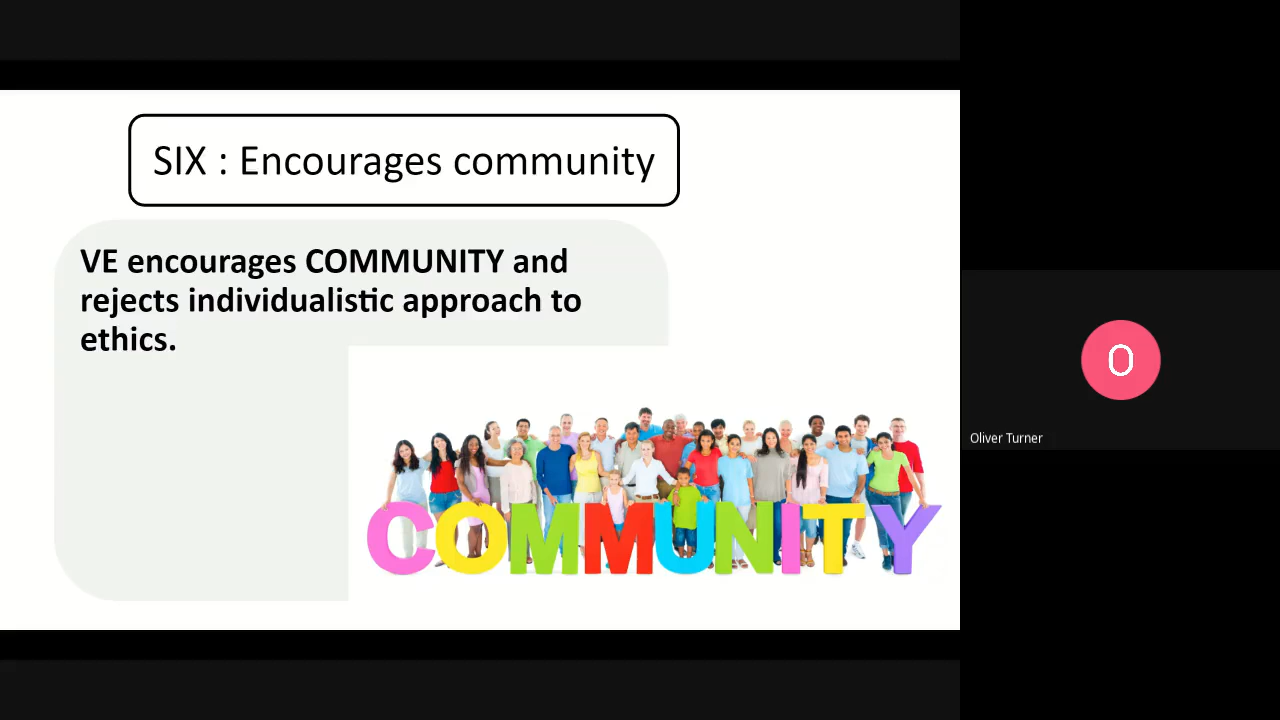 SIX : Encourages community
VE encourages COMMUNITY and
rejects individualistic approach to
ethics.
COMMUNITY
O
Oliver Turner